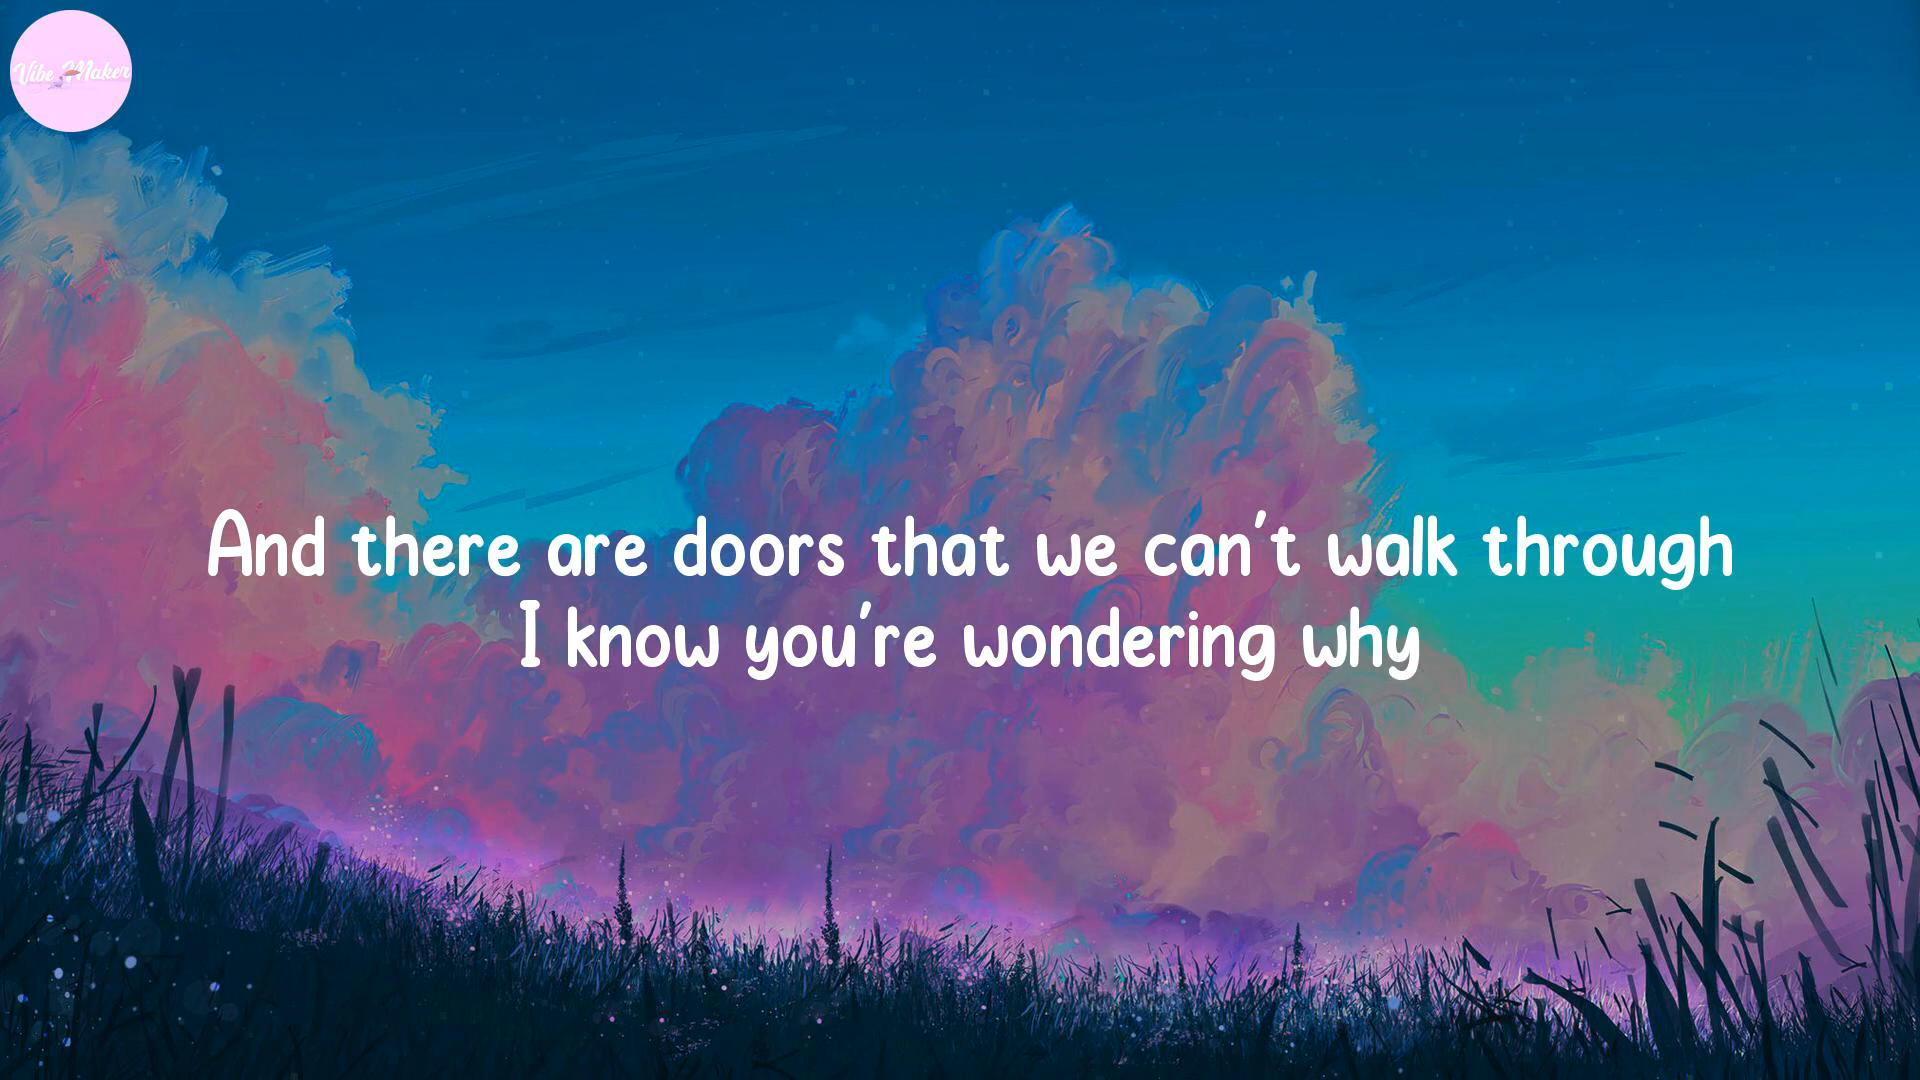 Vibe Maker
And there are doors that we can't walk through
I know you're wondering why